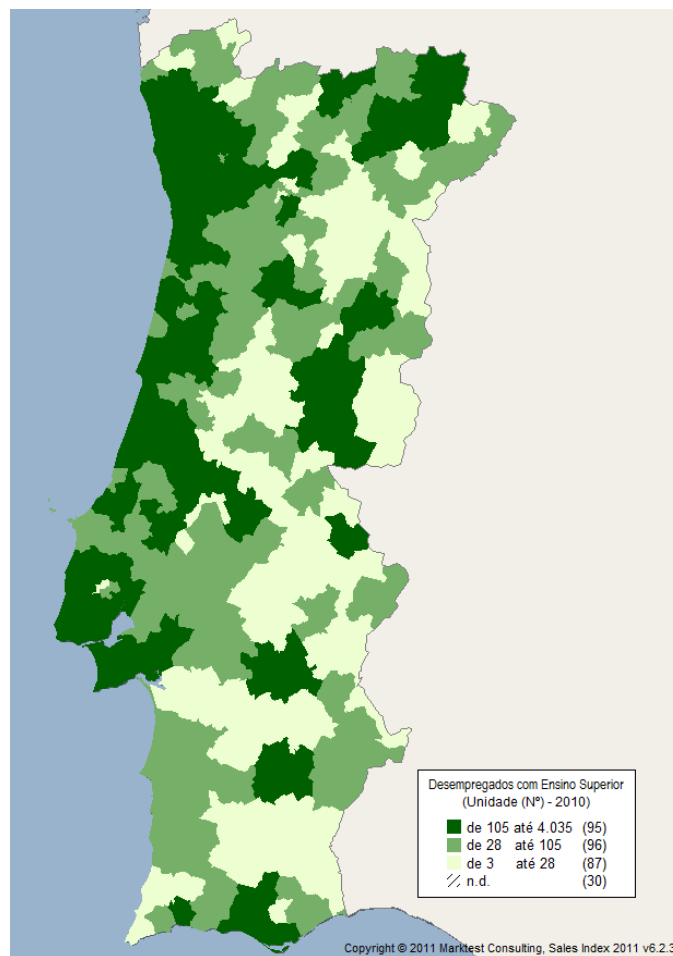 Desempregados com Ensino Superior
(Unidade (Nº) - 2010)
de 105 até 4.035 (95)
de 28 até 105 (96)
de 3 até 28 (87)
n.d. (30)
Copyright © 2011 Marktest Consulting, Sales Index 2011 v6.2.3